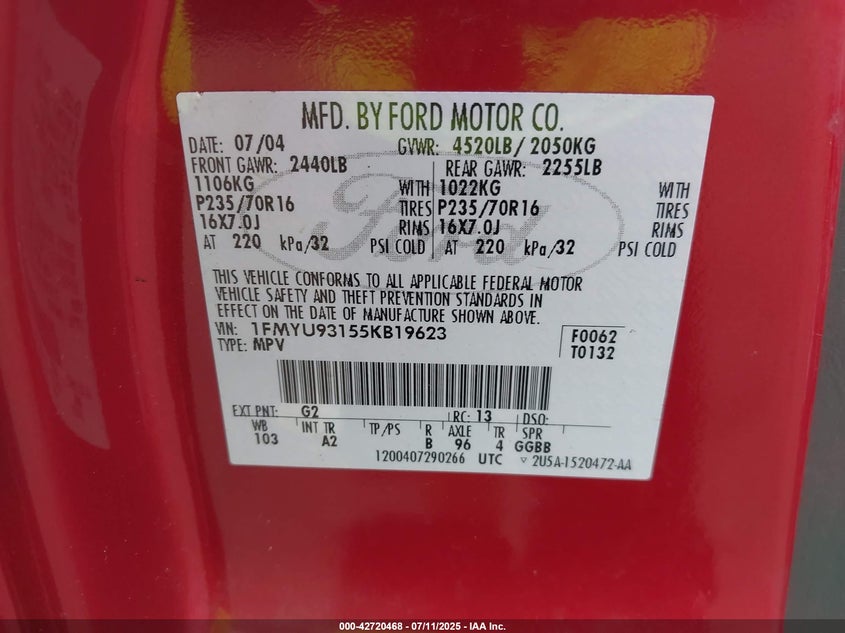 MFD. BY FORD MOTOR CO.
DATE: 07/04 GVWR: 4520LB/ 2050KG
FRONT GAWR: 2440LB REAR GAWR: 2255LB
1106KG WITH 1022KG WITH
P235/70R16 TIRES P235/70R16 TIRES
16X7.0J RIMS 16X7.0J RIMS
AT 220 kPa/32 PSI COLD AT 220 kPa/32 PSI COLD
Ford
THIS VEHICLE CONFORMS TO ALL APPLICABLE FEDERAL MOTOR
VEHICLE SAFETY AND THEFT PREVENTION STANDARDS IN
EFFECT ON THE DATE OF MANUFACTURE SHOWN ABOVE.
VIN: 1FMYU93155KB19623 F0062
TYPE: MPV T0132
EXT PNT: G2 RC: 13 DSO:
WB INT TR TP/PS R AXLE TR SPR
103 A2 B 96 4 GGBB
1200407290266 UTC 2U5A-1520472-AA
000-42720468 - 07/11/2025 - IAA Inc.